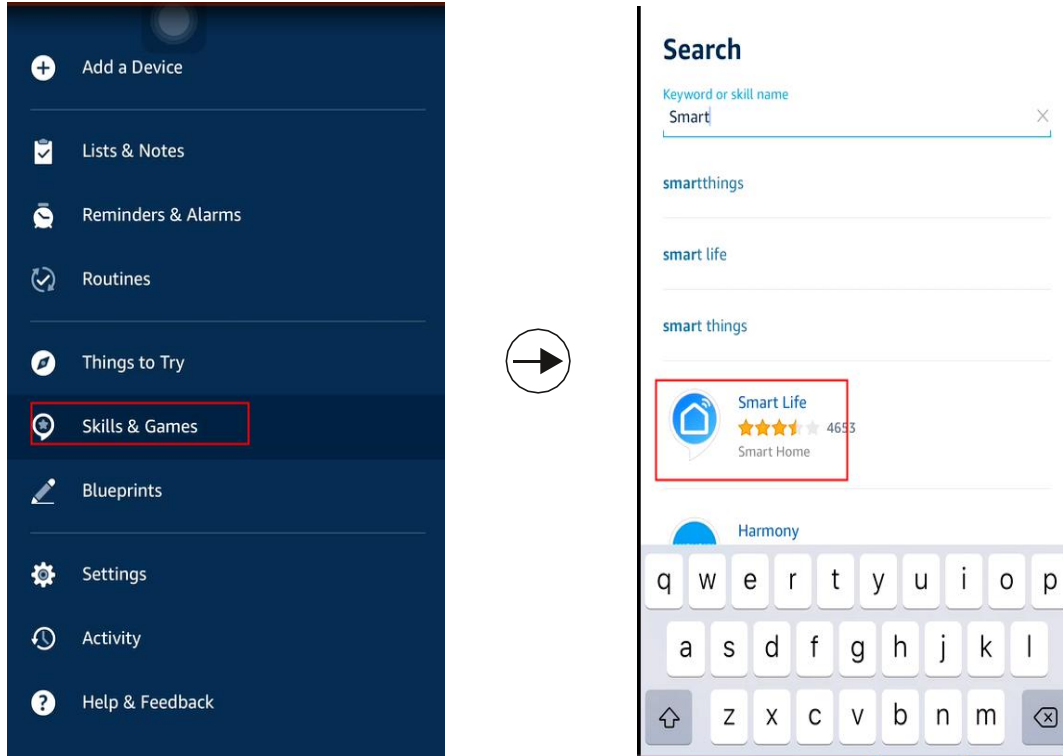 Add a Device
Lists & Notes
Reminders & Alarms
Routines
Things to Try
Skills & Games
Blueprints
Settings
Activity
Help & Feedback
Search
Keyword or skill name
Smart
smartthings
smart life
smart things
Smart Life
4653
Smart Home
Harmony
q w e r t y u i o p
a s d f g h j k l
z x c v b n m